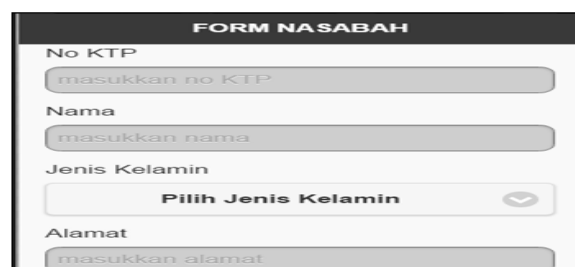 FORM NASABAH
No KTP
masukkan no KTP
Nama
masukkan nama
Jenis Kelamin
Pilih Jenis Kelamin
Alamat
masukkan alamat